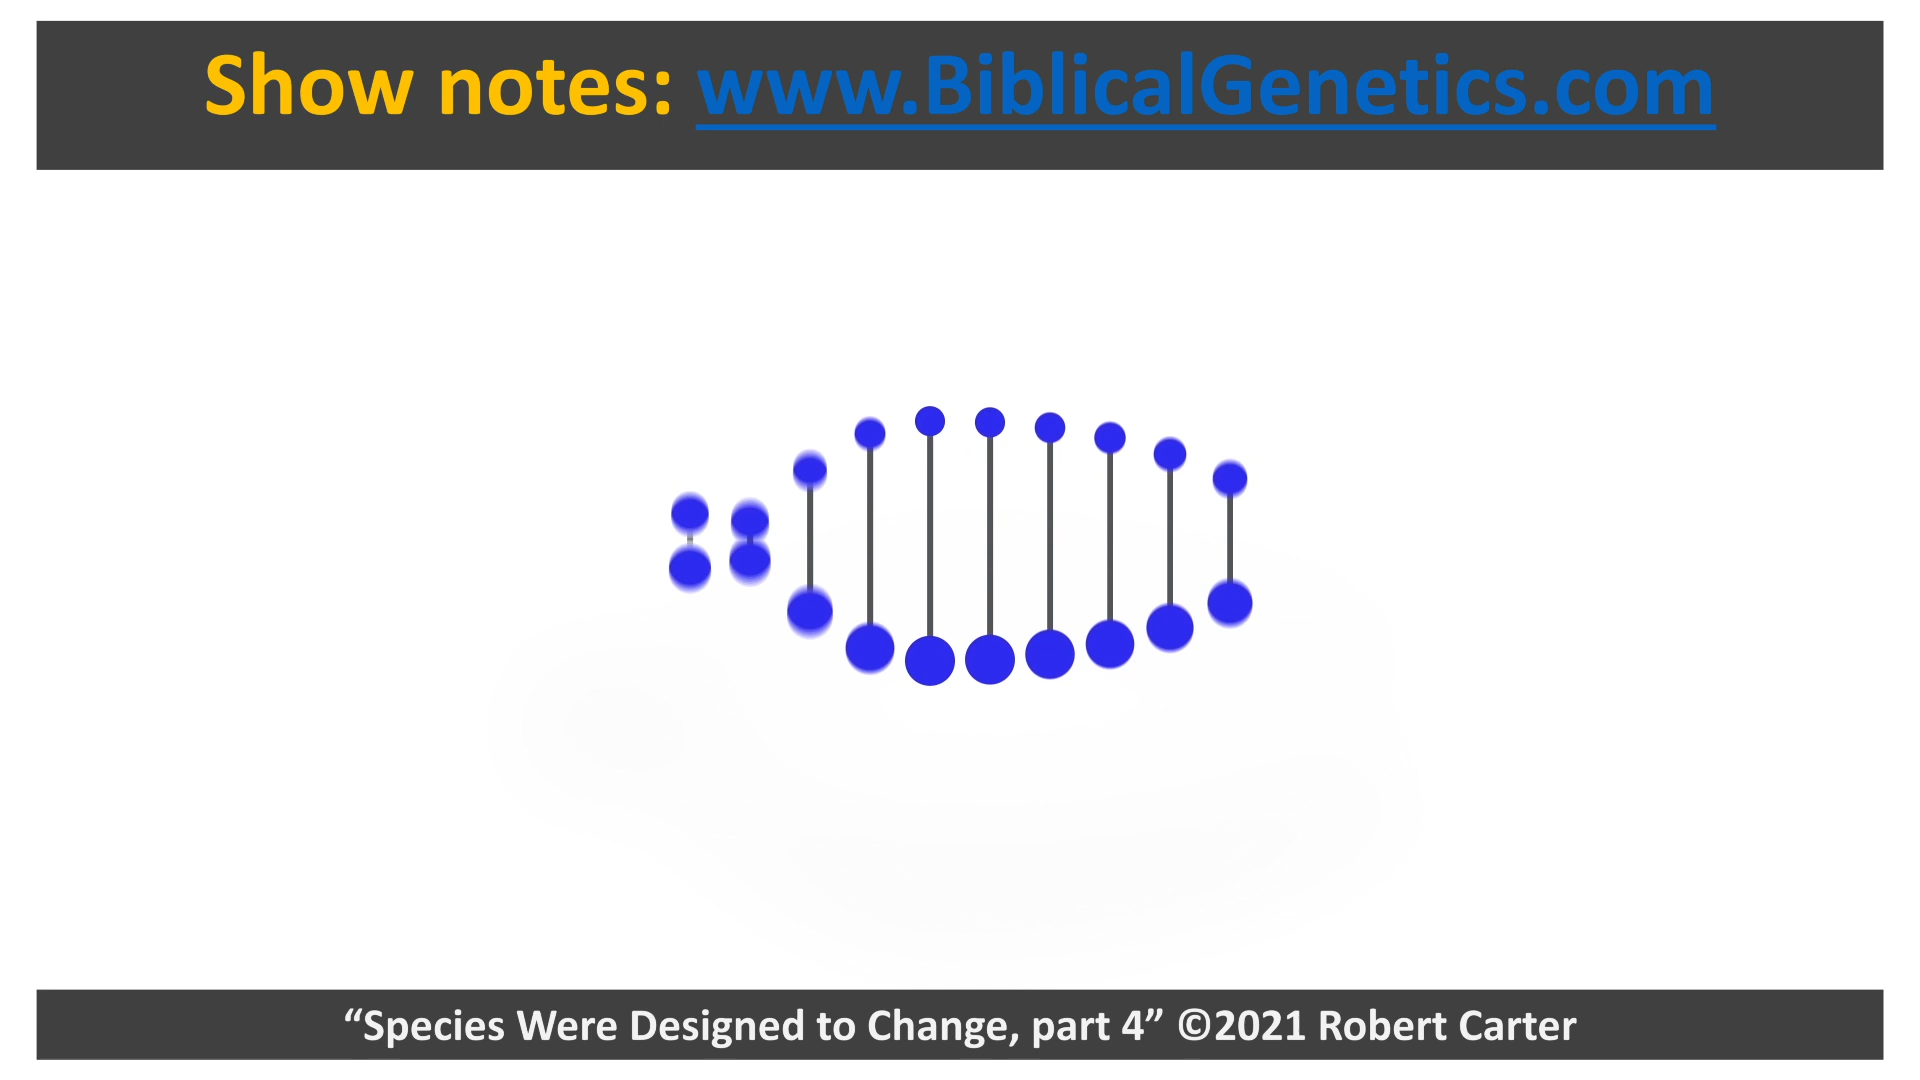 Show notes: www.BiblicalGenetics.com
“Species Were Designed to Change, part 4” ©2021 Robert Carter